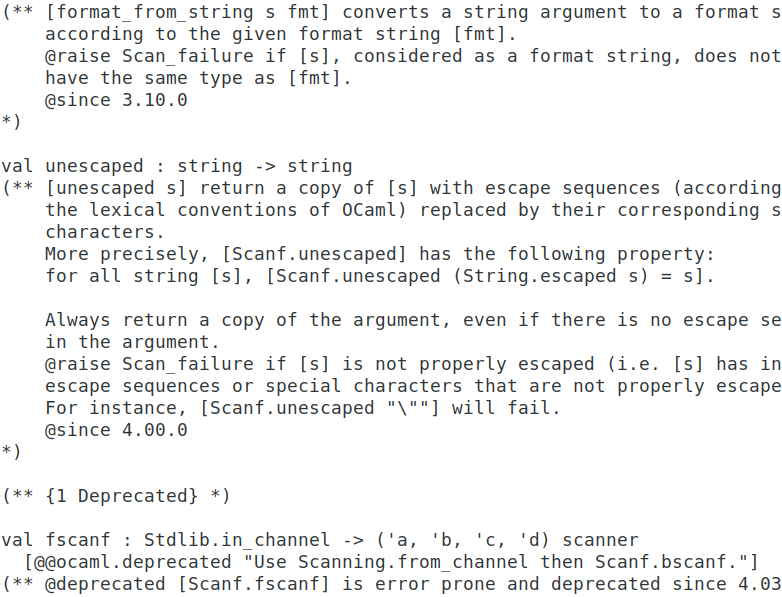 (** [format_from_string s fmt] converts a string argument to a format s
    according to the given format string [fmt].
    @raise Scan_failure if [s], considered as a format string, does not
    have the same type as [fmt].
    @since 3.10.0
*)

val unescaped : string -> string
(** [unescaped s] return a copy of [s] with escape sequences (according
    the lexical conventions of OCaml) replaced by their corresponding s
    characters.
    More precisely, [Scanf.unescaped] has the following property:
    for all string [s], [Scanf.unescaped (String.escaped s) = s].

    Always return a copy of the argument, even if there is no escape se
    in the argument.
    @raise Scan_failure if [s] is not properly escaped (i.e. [s] has in
    escape sequences or special characters that are not properly escape
    For instance, [Scanf.unescaped "\""] will fail.
    @since 4.00.0
*)

(** {1 Deprecated} *)

val fscanf : Stdlib.in_channel -> ('a, 'b, 'c, 'd) scanner
  [@@ocaml.deprecated "Use Scanning.from_channel then Scanf.bscanf."]
(** @deprecated [Scanf.fscanf] is error prone and deprecated since 4.03